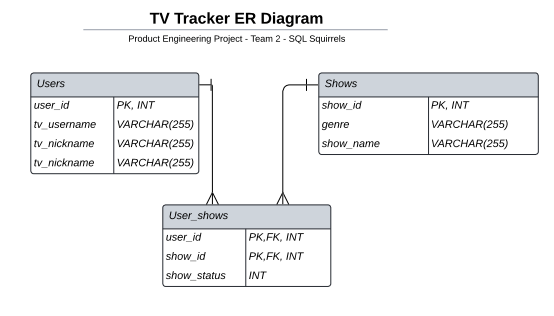 TV Tracker ER Diagram
Product Engineering Project - Team 2 - SQL Squirrels
Users
user_id PK, INT
tv_username VARCHAR(255)
tv_nickname VARCHAR(255)
tv_nickname VARCHAR(255)
Shows
show_id PK, INT
genre VARCHAR(255)
show_name VARCHAR(255)
User_shows
user_id PK,FK, INT
show_id PK,FK, INT
show_status INT